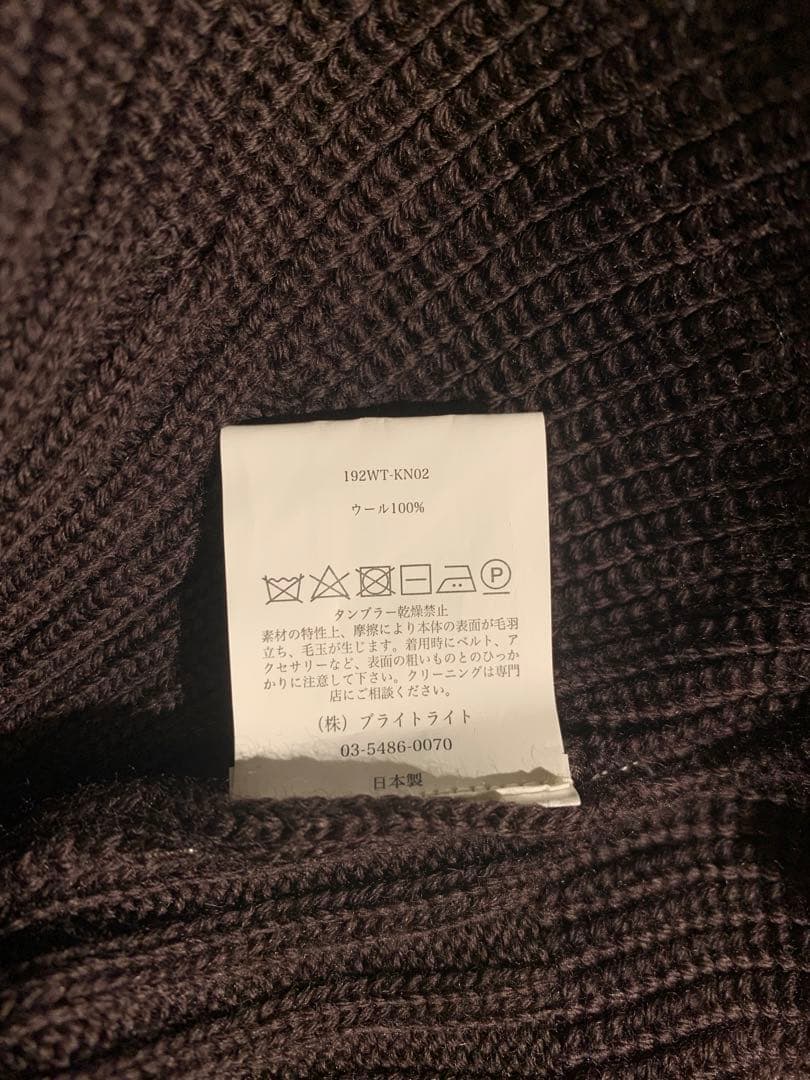 192WT-KN02
ウール100%
P
タンブラー乾燥禁止
素材の特性上、摩擦により本体の表面が毛羽
立ち、毛玉が生じます。着用時にベルト、ア
クセサリーなど、表面の粗いものとのひっか
かりに注意して下さい。クリーニングは専門
店にご相談ください。
(株) ブライトライト
03-5486-0070
日本製